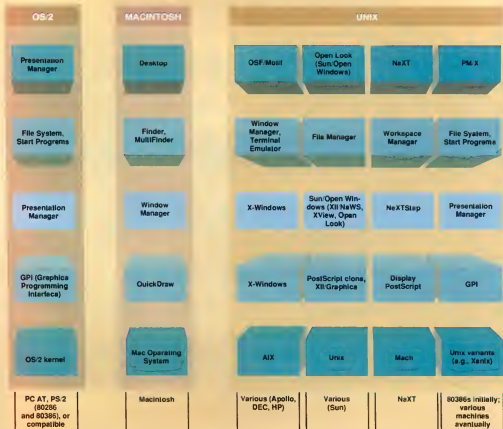 OS/2
MACINTOSH
UNIX
Presentation
Manager
Desktop
OSF/Motif
Open Look
(Sun/Open
Windows)
NeXT
PM-X
File System,
Start Programs
Finder,
MultiFinder
Window
Manager,
Terminal
Emulator
File Manager
Workspace
Manager
File System,
Start Programs
Presentation
Manager
Window
Manager
X-Windows
Sun/Open Win-
dows (XII NeWS,
XView, Open
Look)
NeXTStep
Presentation
Manager
GPI (Graphics
Programming
Interface)
QuickDraw
X-Windows
PostScript clone,
XII/Graphics
Display
PostScript
GPI
OS/2 kernel
Mac Operating
System
AIX
Unix
Mach
Unix variants
(e.g., Xenix)
PC AT, PS/2
(80286
and 80386), or
compatible
Macintosh
Various (Apollo,
DEC, HP)
Various
(Sun)
NeXT
80386s initially;
various
machines
eventually